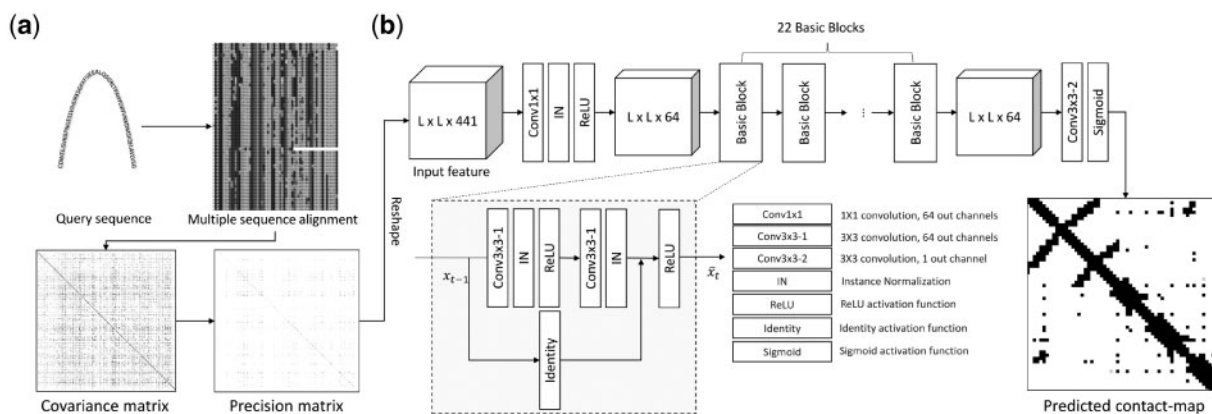 (a)
Query sequence
Multiple sequence alignment
Covariance matrix
Precision matrix
Reshape
(b)
22 Basic Blocks
L x L x 441
Input feature
Conv1x1
IN
ReLU
L x L x 64
Basic Block
Basic Block
...
Basic Block
L x L x 64
Conv3x3-2
Sigmoid
x_{t-1}
Conv3x3-1
IN
ReLU
Conv3x3-1
IN
ReLU
x̃_t
Identity
Conv1x1 1X1 convolution, 64 out channels
Conv3x3-1 3X3 convolution, 64 out channels
Conv3x3-2 3X3 convolution, 1 out channel
IN Instance Normalization
ReLU ReLU activation function
Identity Identity activation function
Sigmoid Sigmoid activation function
Predicted contact-map